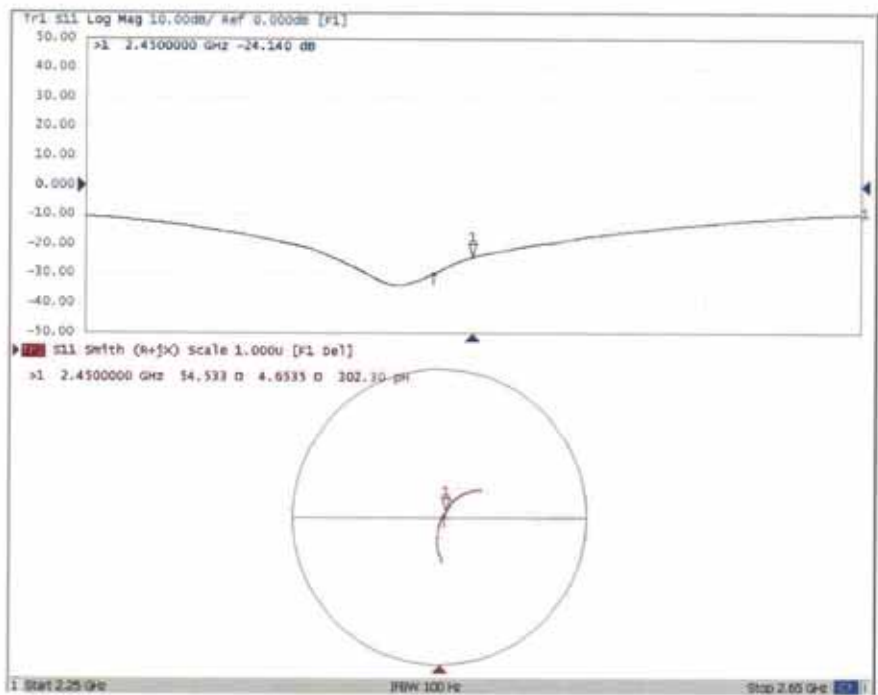 Tr1 S11 Log Mag 10.00dB/ Ref 0.000dB [F1]
50.00
>1 2.4500000 GHz -24.140 dB
40.00
30.00
20.00
10.00
0.000
-10.00
1
1
-20.00
-30.00
-40.00
-50.00
S11 Smith (R+jX) Scale 1.000U [F1 Del]
>1 2.4500000 GHz 54.533 Ω 4.6535 Ω 302.30 pH
1
1 Start 2.25 GHz IFBW 100 Hz Stop 2.65 GHz